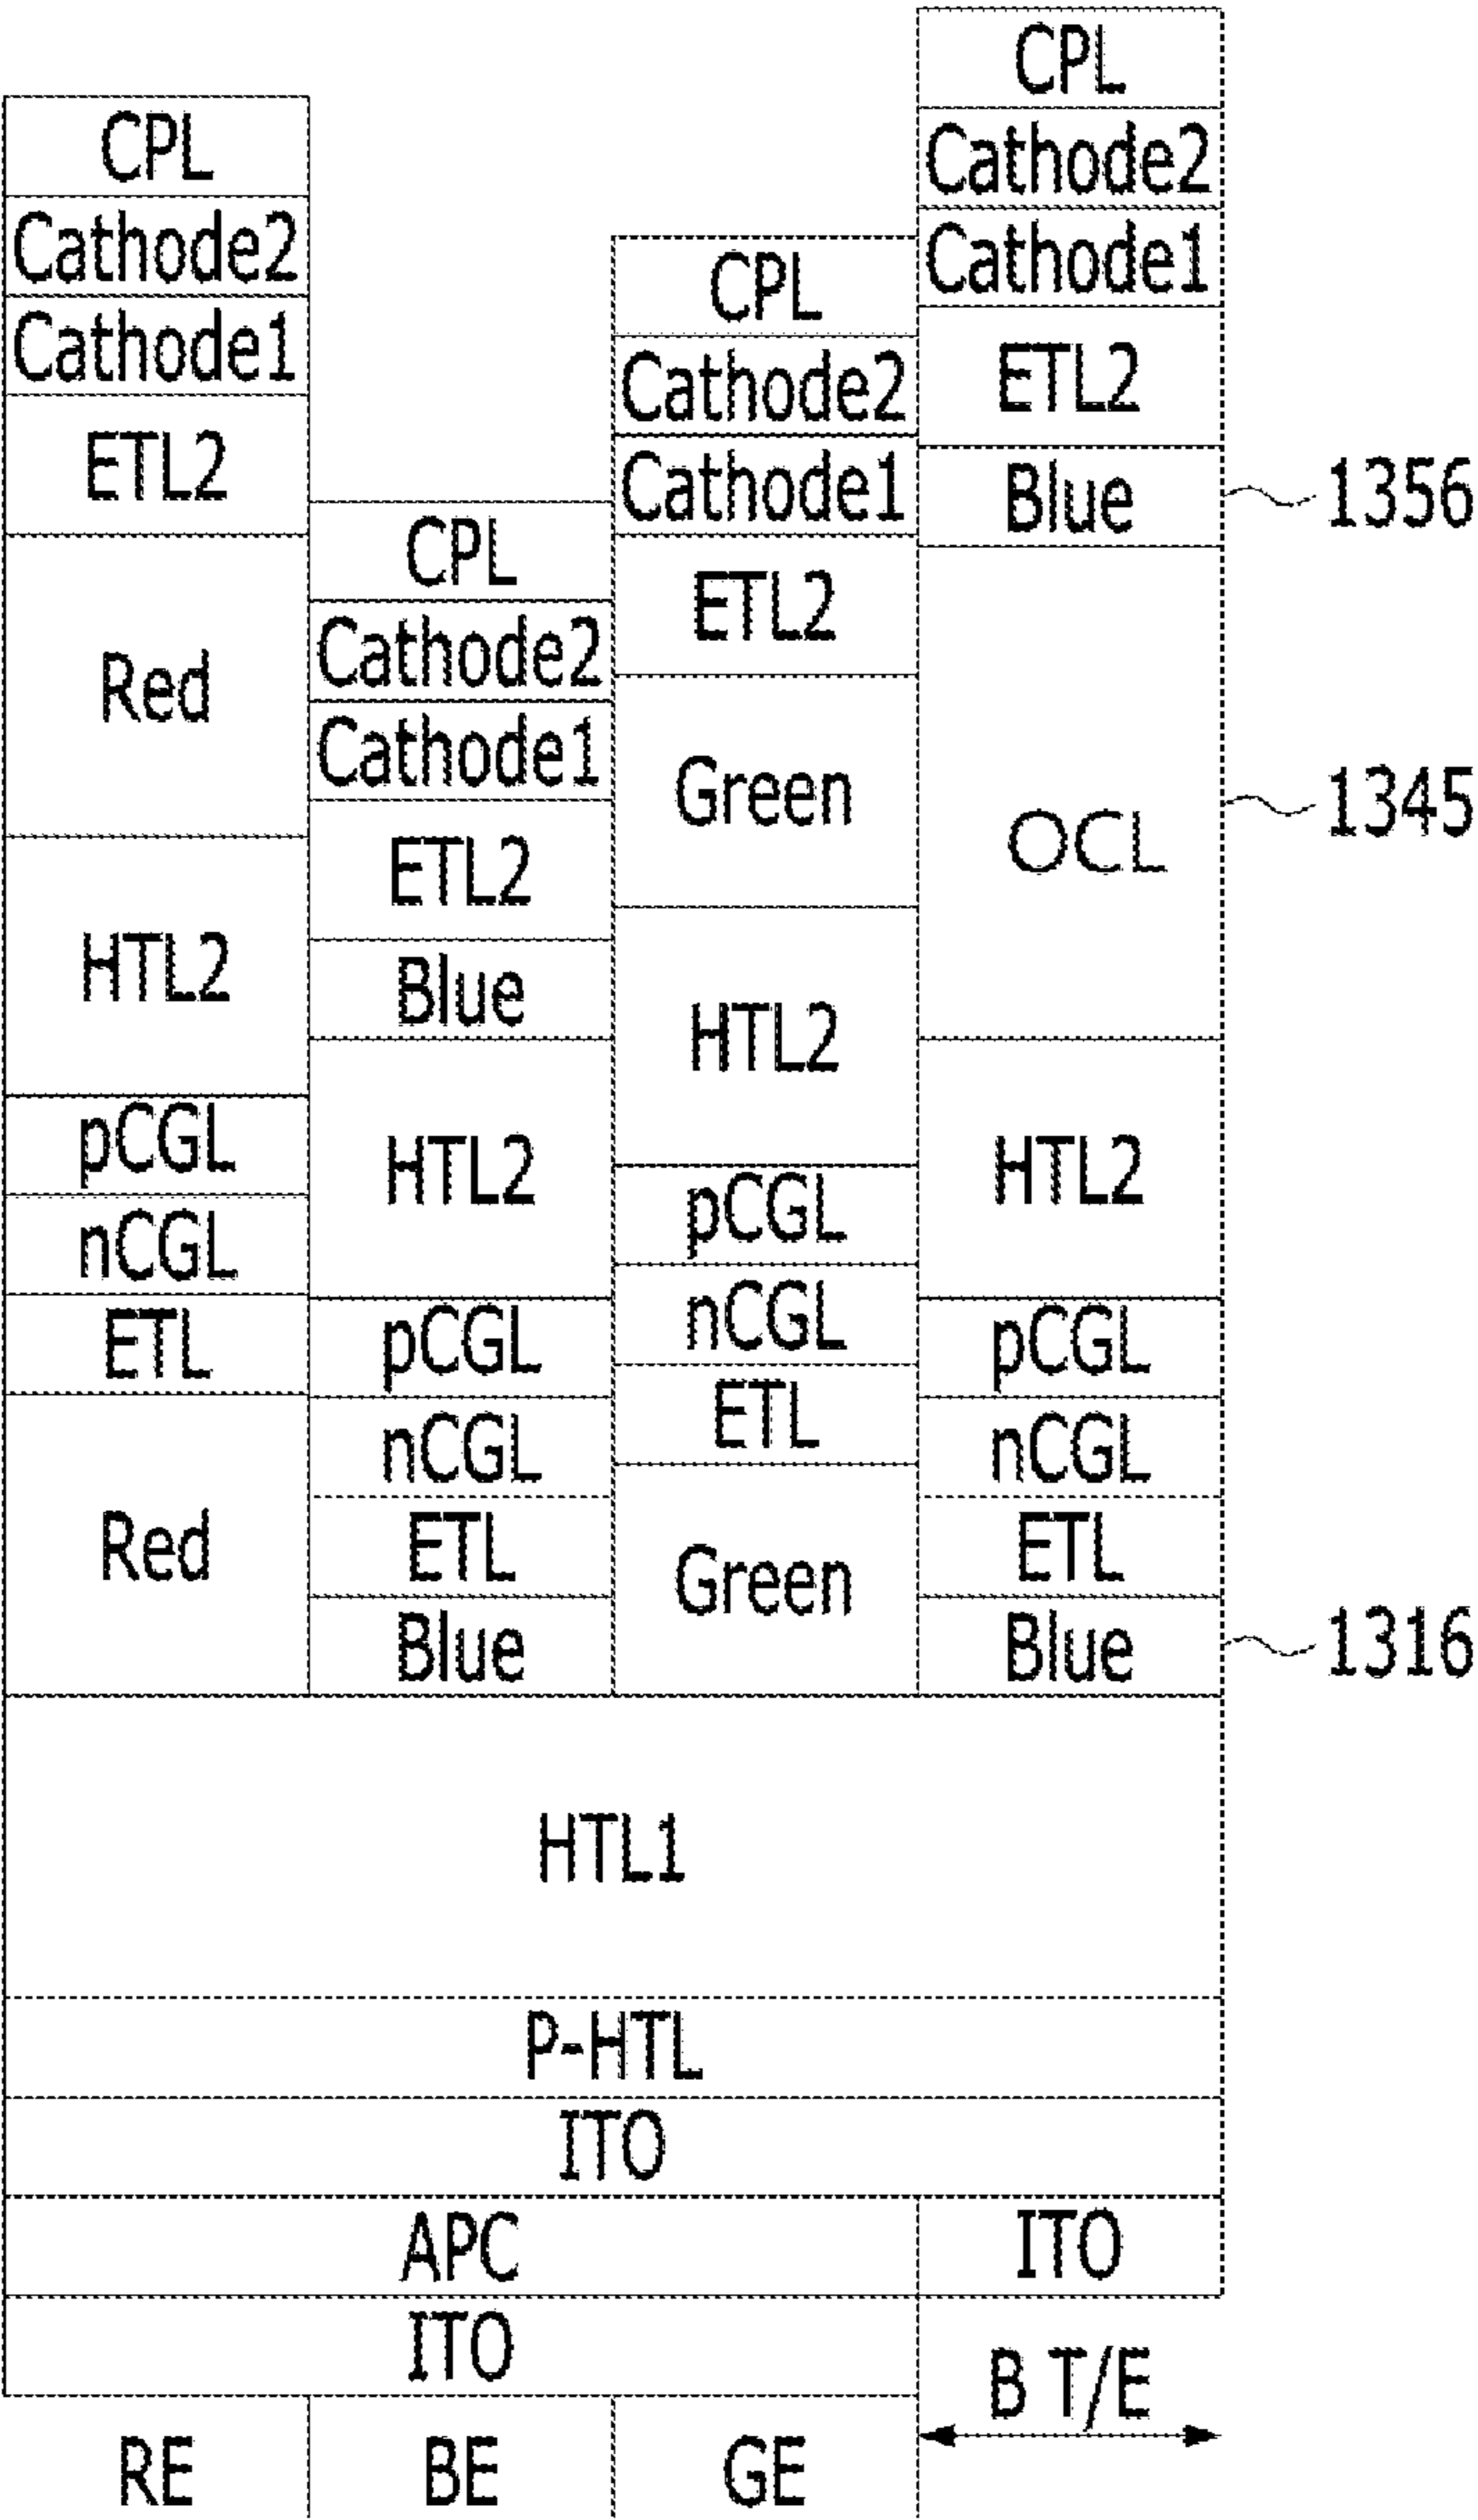 CPL
Cathode2
Cathode1
ETL2
Red
HTL2
pCGL
nCGL
ETL
Red
CPL
Cathode2
Cathode1
ETL2
Blue
HTL2
pCGL
nCGL
ETL
Blue
CPL
Cathode2
Cathode1
ETL2
Green
HTL2
pCGL
nCGL
ETL
Green
CPL
Cathode2
Cathode1
ETL2
Blue
1356
OCL
1345
HTL2
pCGL
nCGL
ETL
Blue
1316
HTL1
P-HTL
ITO
APC
ITO
ITO
B T/E
RE
BE
GE